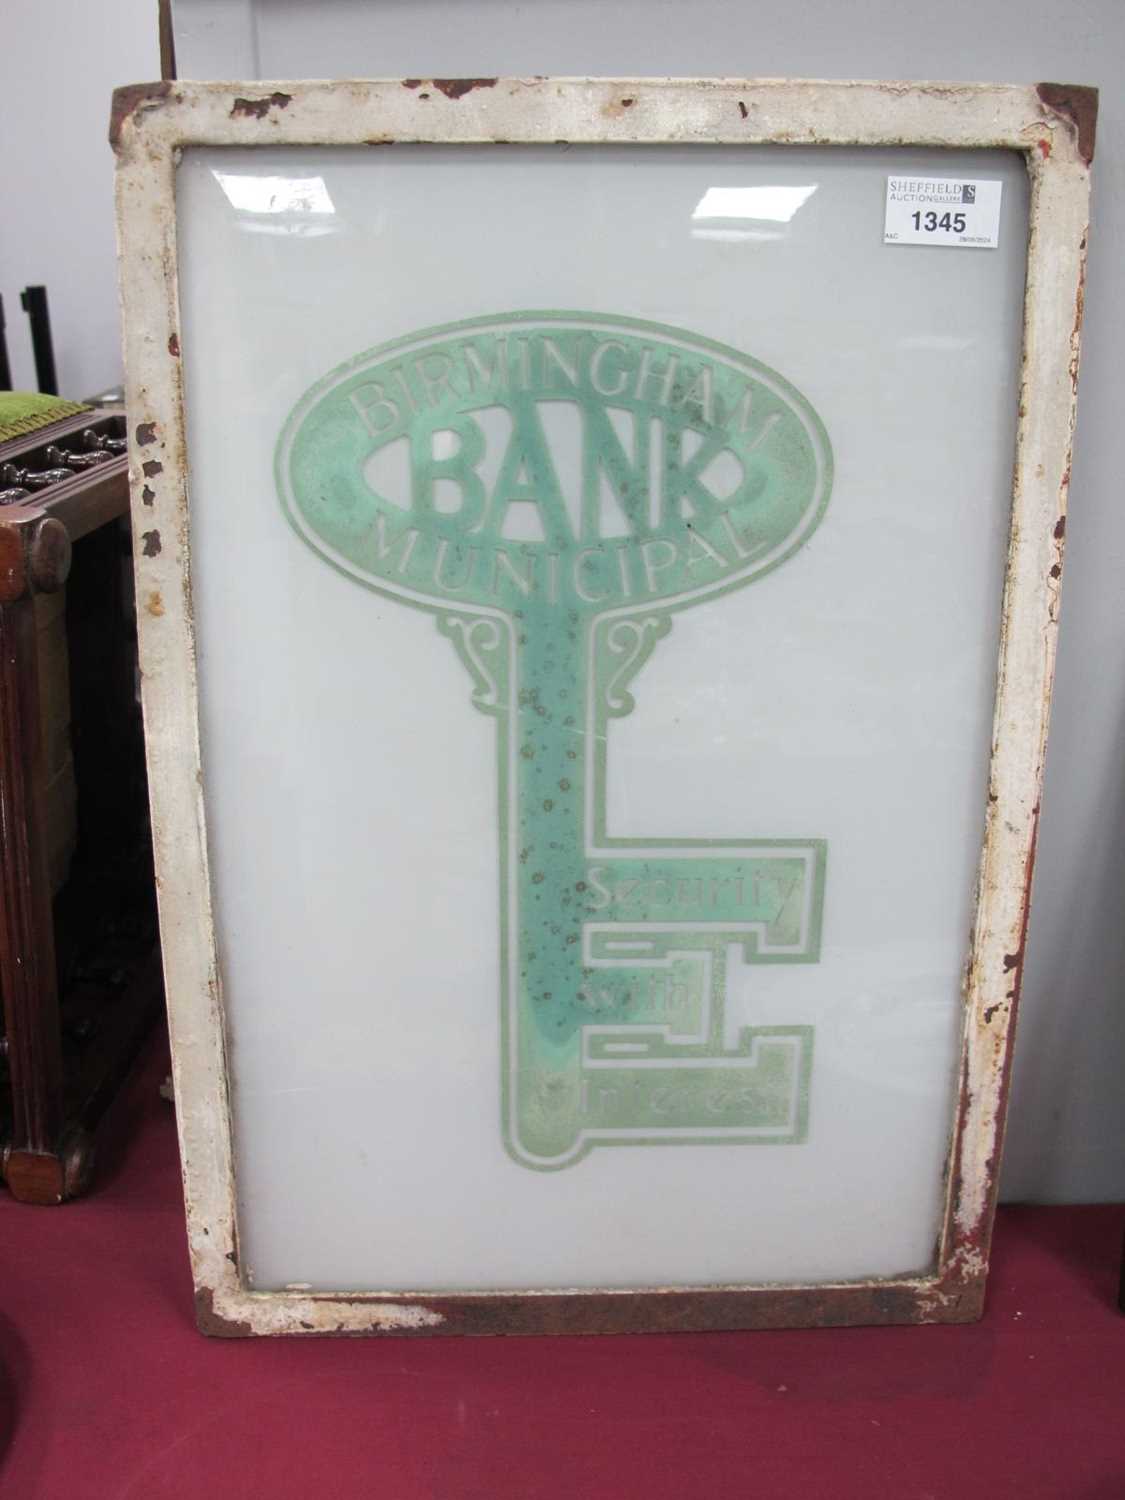 SHEFFIELD S
AUCTION GALLERY
1345
A&C
BIRMINGHAM
BANK
MUNICIPAL
Security
with
Interest